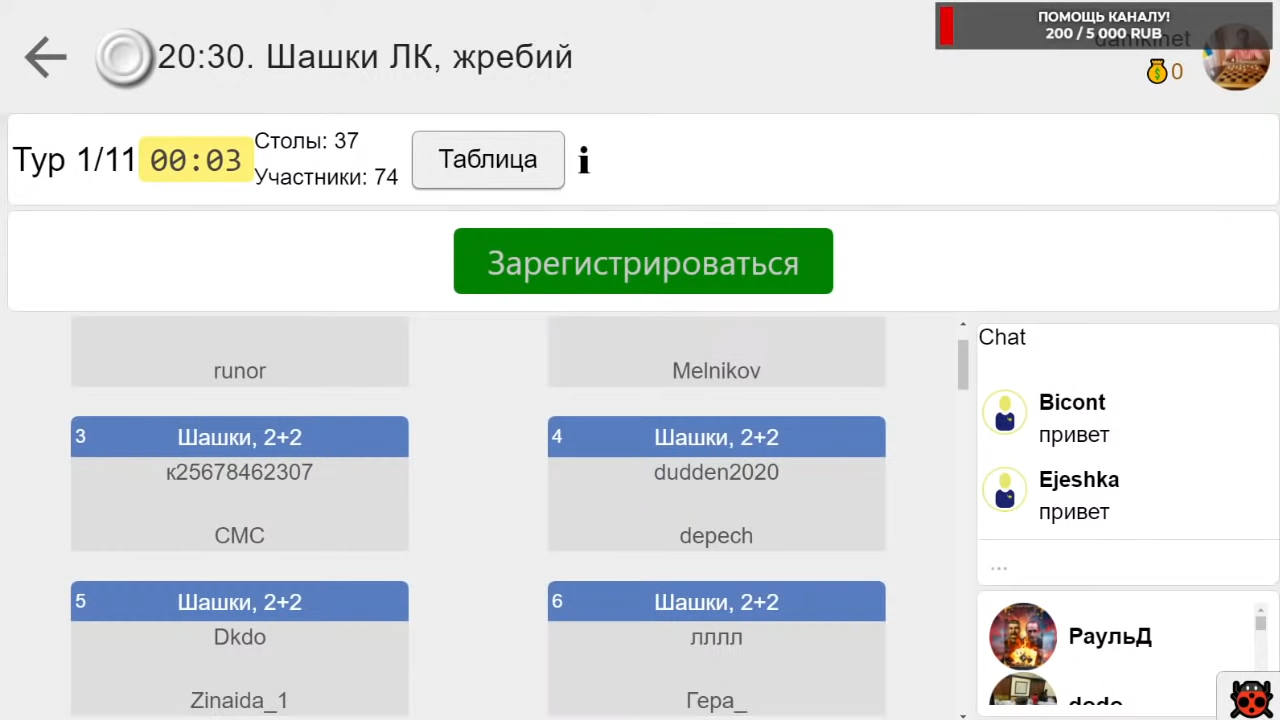 ПОМОЩЬ КАНАЛУ!
200 / 5 000 RUB
damkinet
20:30. Шашки ЛК, жребий
0
Тур 1/11 00:03
Столы: 37
Участники: 74
Таблица
Зарегистрироваться
runor
Melnikov
3 Шашки, 2+2
к25678462307
СМС
4 Шашки, 2+2
dudden2020
depech
5 Шашки, 2+2
Dkdo
Zinaida_1
6 Шашки, 2+2
лллл
Гера_
Chat
Bicont
привет
Ejeshka
привет
...
РаульД